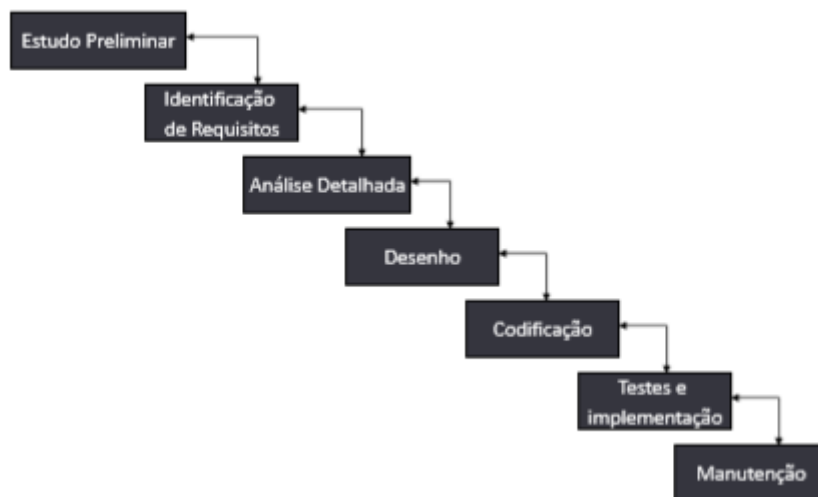 Estudo Preliminar
Identificação
de Requisitos
Análise Detalhada
Desenho
Codificação
Testes e
implementação
Manutenção